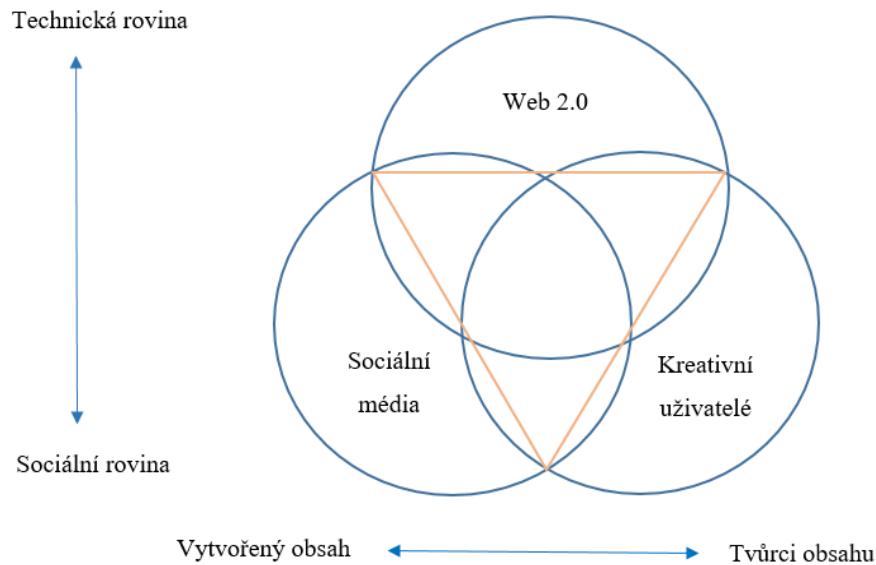 Technická rovina
Web 2.0
Sociální
média
Kreativní
uživatelé
Sociální rovina
Vytvořený obsah
Tvůrci obsahu